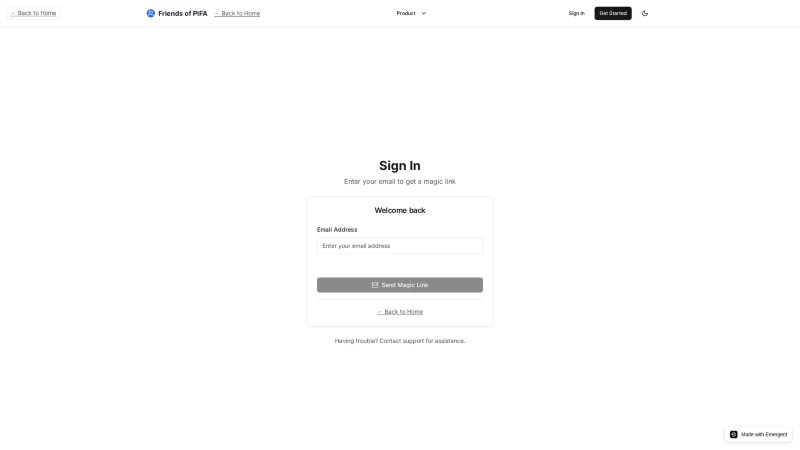 ← Back to Home
Friends of PIFA
← Back to Home
Product
Sign In
Get Started
Sign In
Enter your email to get a magic link
Welcome back
Email Address
Enter your email address
Send Magic Link
← Back to Home
Having trouble? Contact support for assistance.
Made with Emergent